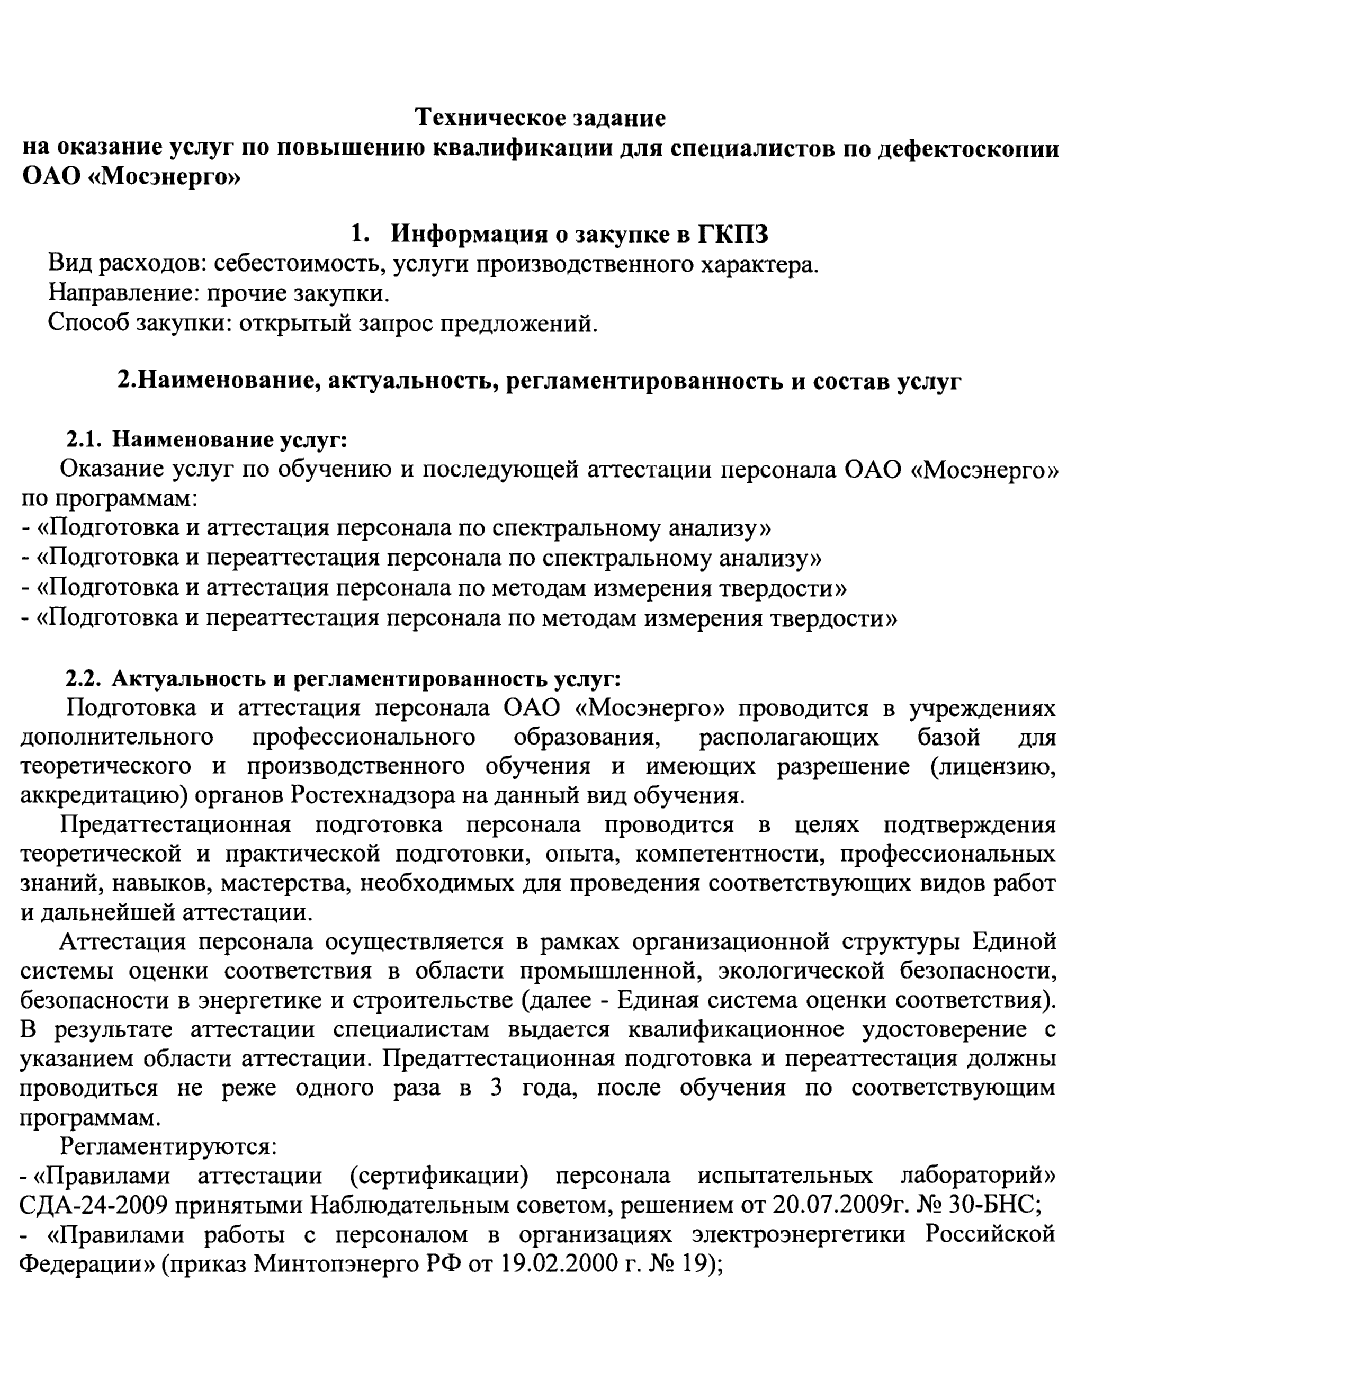 Техническое задание
на оказание услуг по повышению квалификации для специалистов по дефектоскопии
ОАО «Мосэнерго»
1. Информация о закупке в ГКПЗ
Вид расходов: себестоимость, услуги производственного характера.
Направление: прочие закупки.
Способ закупки: открытый запрос предложений.
2.Наименование, актуальность, регламентированность и состав услуг
2.1. Наименование услуг:
Оказание услуг по обучению и последующей аттестации персонала ОАО «Мосэнерго»
по программам:
- «Подготовка и аттестация персонала по спектральному анализу»
- «Подготовка и переаттестация персонала по спектральному анализу»
- «Подготовка и аттестация персонала по методам измерения твердости»
- «Подготовка и переаттестация персонала по методам измерения твердости»
2.2. Актуальность и регламентированность услуг:
Подготовка и аттестация персонала ОАО «Мосэнерго» проводится в учреждениях
дополнительного профессионального образования, располагающих базой для
теоретического и производственного обучения и имеющих разрешение (лицензию,
аккредитацию) органов Ростехнадзора на данный вид обучения.
Предаттестационная подготовка персонала проводится в целях подтверждения
теоретической и практической подготовки, опыта, компетентности, профессиональных
знаний, навыков, мастерства, необходимых для проведения соответствующих видов работ
и дальнейшей аттестации.
Аттестация персонала осуществляется в рамках организационной структуры Единой
системы оценки соответствия в области промышленной, экологической безопасности,
безопасности в энергетике и строительстве (далее - Единая система оценки соответствия).
В результате аттестации специалистам выдается квалификационное удостоверение с
указанием области аттестации. Предаттестационная подготовка и переаттестация должны
проводиться не реже одного раза в 3 года, после обучения по соответствующим
программам.
Регламентируются:
- «Правилами аттестации (сертификации) персонала испытательных лабораторий»
СДА-24-2009 принятыми Наблюдательным советом, решением от 20.07.2009г. № 30-БНС;
- «Правилами работы с персоналом в организациях электроэнергетики Российской
Федерации» (приказ Минтопэнерго РФ от 19.02.2000 г. № 19);